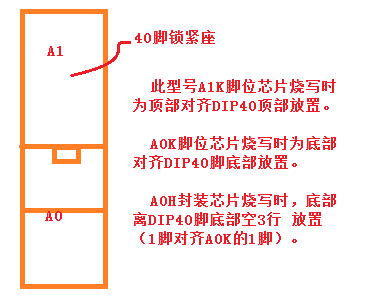 40脚锁紧座
A1
此型号A1K脚位芯片烧写时
为顶部对齐DIP40顶部放置。
A0K脚位芯片烧写时为底部
对齐DIP40脚底部放置。
A0H封装芯片烧写时，底部
离DIP40脚底部空3行 放置
（1脚对齐A0K的1脚）。
A0